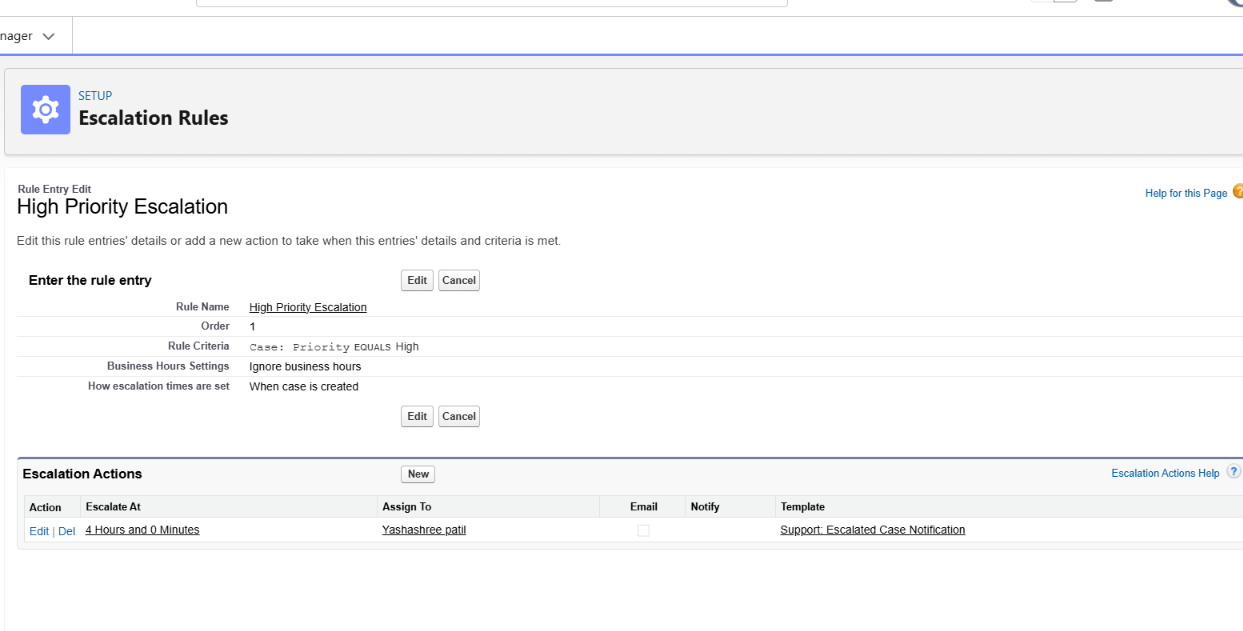 nager
SETUP
Escalation Rules
Rule Entry Edit
High Priority Escalation
Help for this Page ?
Edit this rule entries' details or add a new action to take when this entries' details and criteria is met.
Enter the rule entry Edit Cancel
Rule Name High Priority Escalation
Order 1
Rule Criteria Case: Priority EQUALS High
Business Hours Settings Ignore business hours
How escalation times are set When case is created
Edit Cancel
Escalation Actions New Escalation Actions Help ?
Action Escalate At Assign To Email Notify Template
Edit | Del 4 Hours and 0 Minutes Yashashree patil Support: Escalated Case Notification